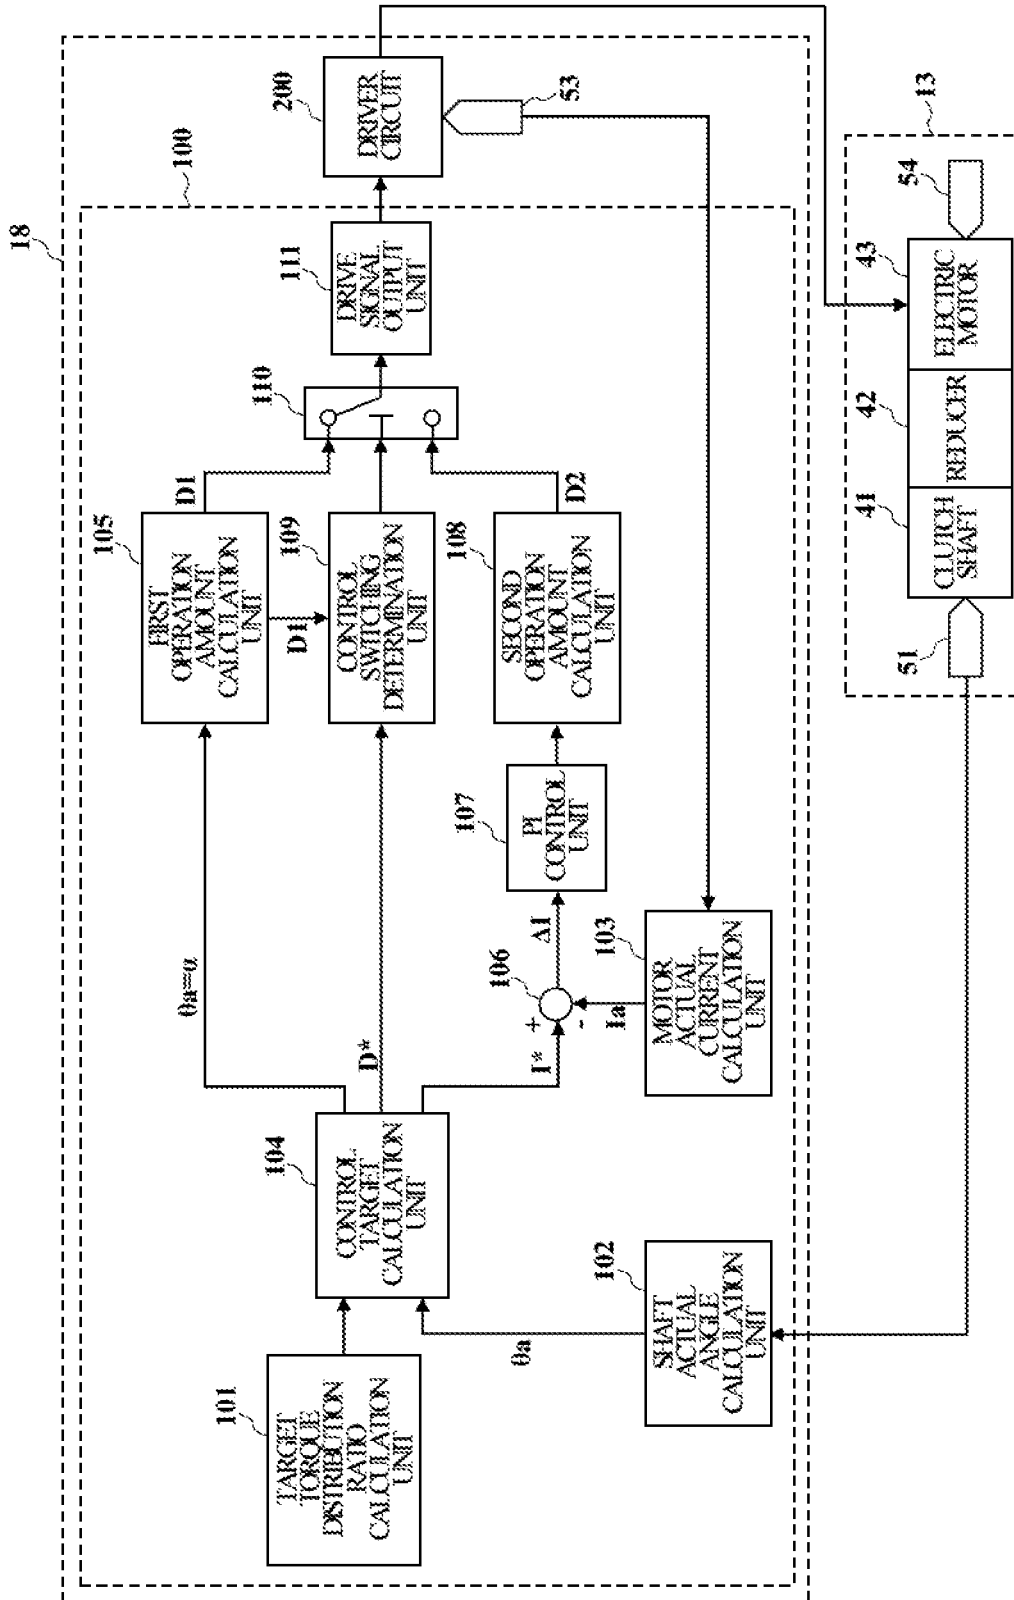 18
100
101
TARGET
TORQUE
DISTRIBUTION
RATIO
CALCULATION
UNIT
104
CONTROL
TARGET
CALCULATION
UNIT
θa=α
D*
I*
θa
102
SHAFT
ACTUAL
ANGLE
CALCULATION
UNIT
103
MOTOR
ACTUAL
CURRENT
CALCULATION
UNIT
Ia
+
-
106
ΔI
107
PI
CONTROL
UNIT
105
FIRST
OPERATION
AMOUNT
CALCULATION
UNIT
D1
D1
109
CONTROL
SWITCHING
DETERMINATION
UNIT
108
SECOND
OPERATION
AMOUNT
CALCULATION
UNIT
D2
110
111
DRIVE
SIGNAL
OUTPUT
UNIT
200
DRIVER
CIRCUIT
53
13
51
41
CLUTCH
SHAFT
42
REDUCER
43
ELECTRIC
MOTOR
54